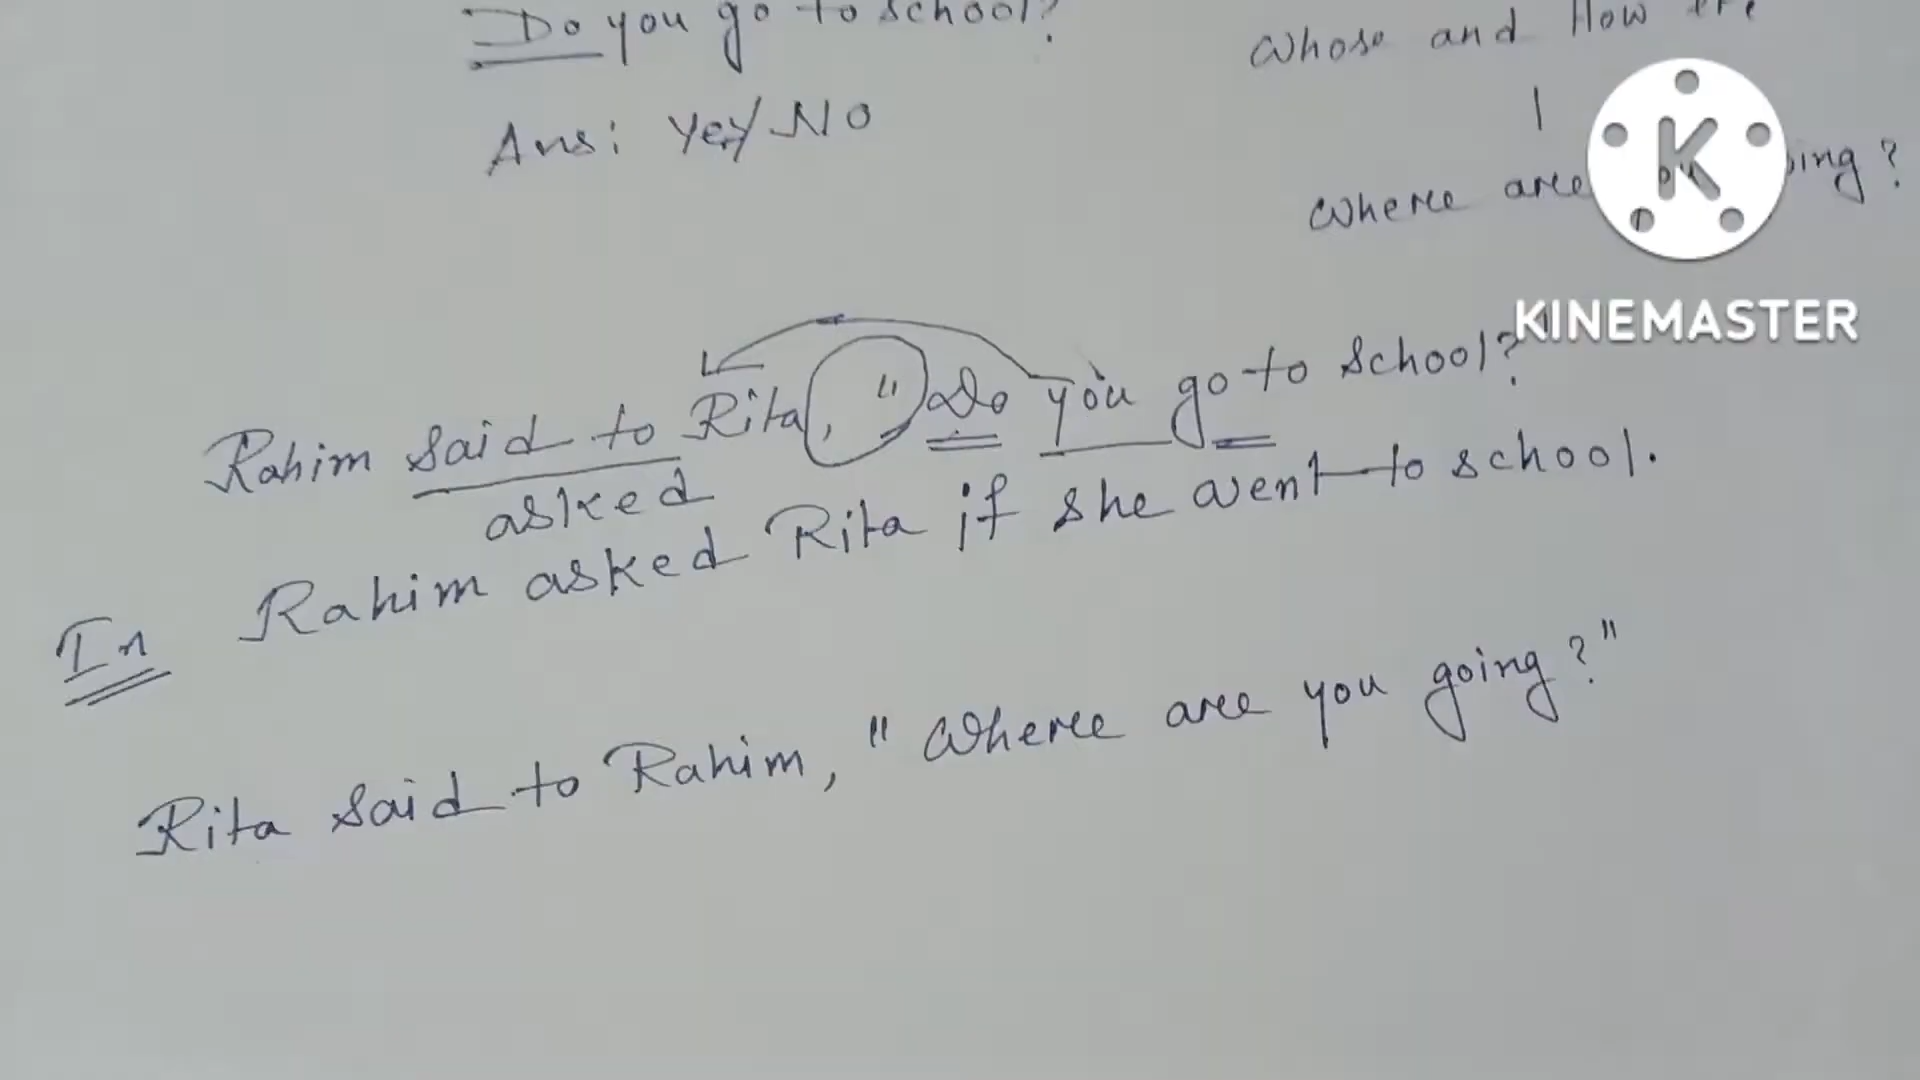 Do you go to school?
Whose and How etc
Ans: Yes/No
Where are going?
KINEMASTER
Rahim said to Rita, "Do you go to school?"
asked
In Rahim asked Rita if she went to school.
Rita said to Rahim, "Where are you going?"